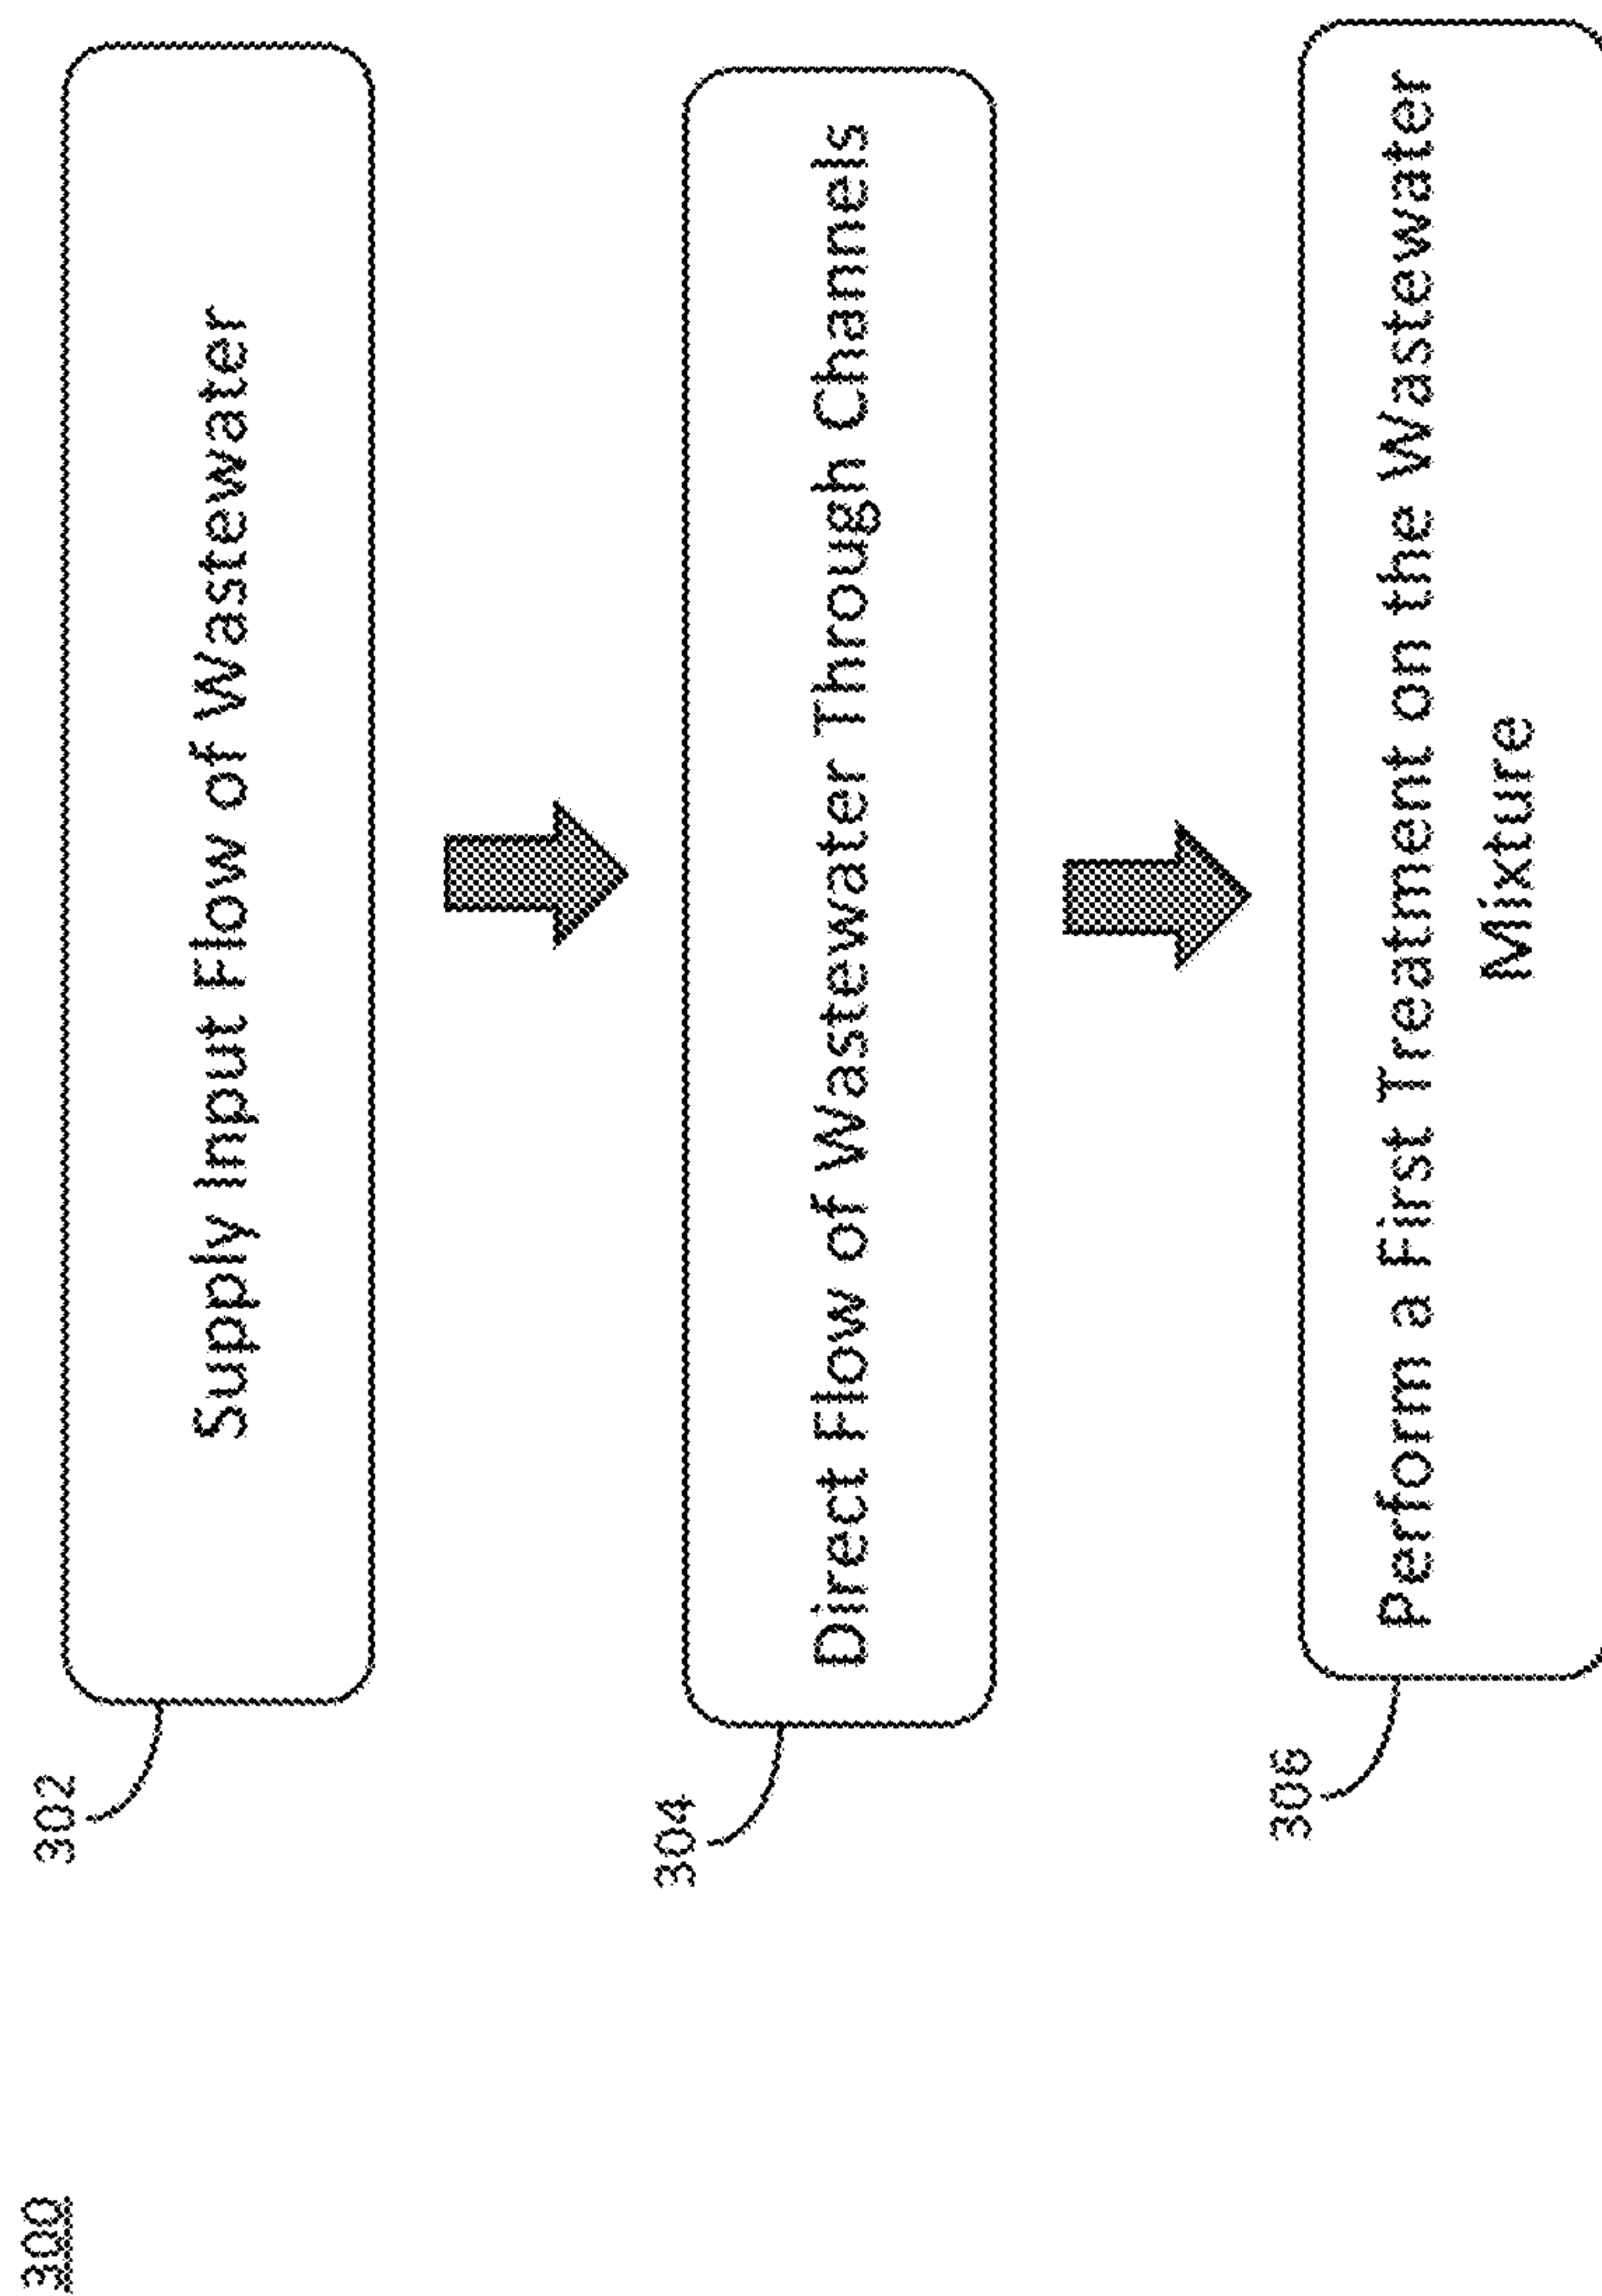 300
302
Supply Input Flow of Wastewater
304
Direct Flow of Wastewater Through Channels
306
Perform a First Treatment on the Wastewater
Mixture